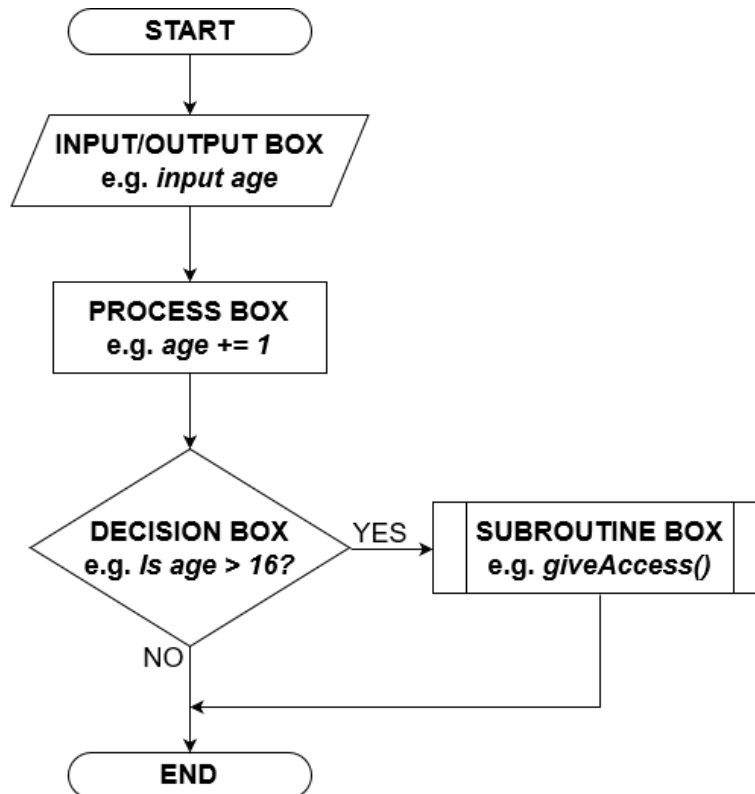 START
INPUT/OUTPUT BOX
e.g. input age
PROCESS BOX
e.g. age += 1
DECISION BOX
e.g. Is age > 16?
YES
SUBROUTINE BOX
e.g. giveAccess()
NO
END